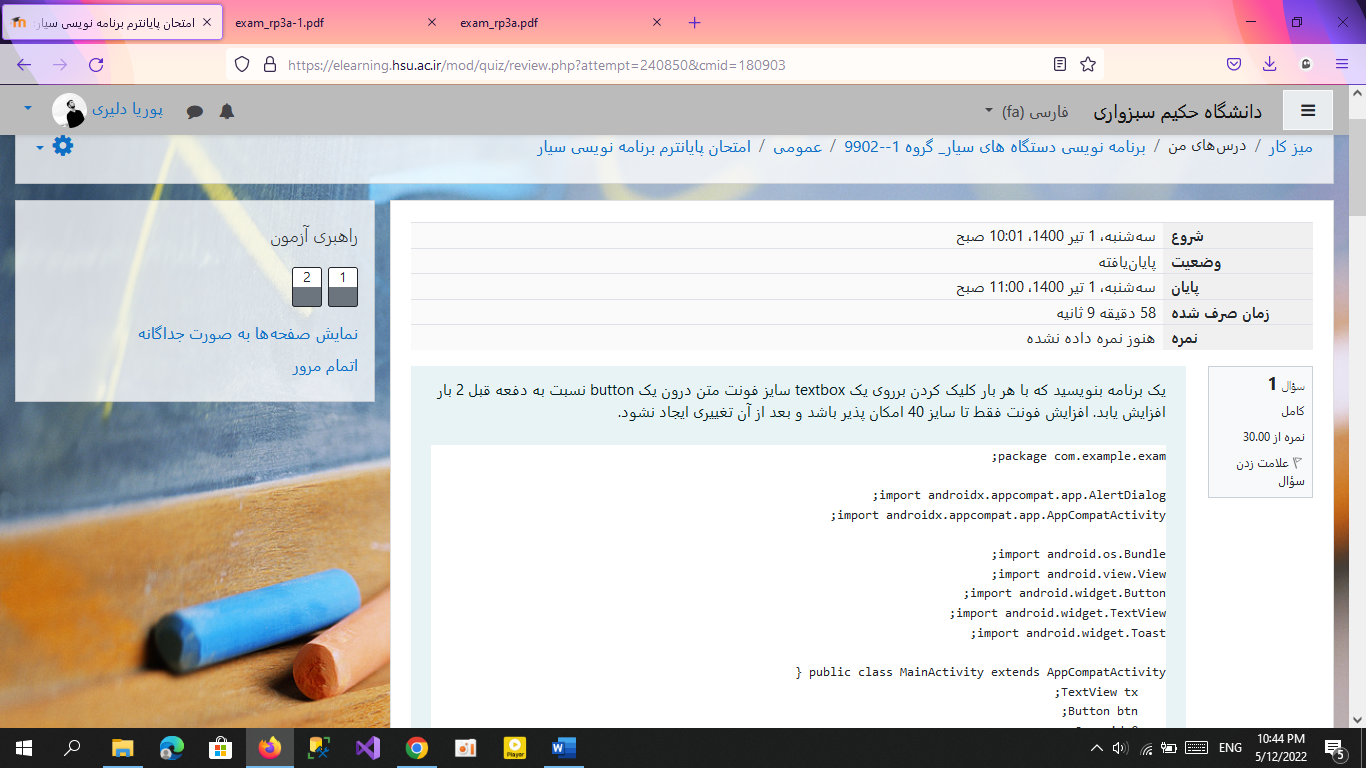 امتحان پایانترم برنامه نویسی سیار
exam_rp3a-1.pdf
exam_rp3a.pdf
https://elearning.hsu.ac.ir/mod/quiz/review.php?attempt=240850&cmid=180903
دانشگاه حکیم سبزواری
فارسی ‎(fa)‎
پوریا دلیری
میز کار / درس‌های من / برنامه نویسی دستگاه های سیار_ گروه 1--9902 / عمومی / امتحان پایانترم برنامه نویسی سیار
راهبری آزمون
1 2
نمایش صفحه‌ها به صورت جداگانه
اتمام مرور
شروع سه‌شنبه، 1 تیر 1400، 10:01 صبح
وضعیت پایان‌یافته
پایان سه‌شنبه، 1 تیر 1400، 11:00 صبح
زمان صرف شده 58 دقیقه 9 ثانیه
نمره هنوز نمره داده نشده
سؤال 1
کامل
نمره از 30.00
علامت زدن
سؤال
یک برنامه بنویسید که با هر بار کلیک کردن برروی یک textbox سایز فونت متن درون یک button نسبت به دفعه قبل 2 بار
افزایش یابد. افزایش فونت فقط تا سایز 40 امکان پذیر باشد و بعد از آن تغییری ایجاد نشود.
;package com.example.exam
;import androidx.appcompat.app.AlertDialog
;import androidx.appcompat.app.AppCompatActivity
;import android.os.Bundle
;import android.view.View
;import android.widget.Button
;import android.widget.TextView
;import android.widget.Toast
} public class MainActivity extends AppCompatActivity
;TextView tx
;Button btn
ENG
10:44 PM
5/12/2022
5